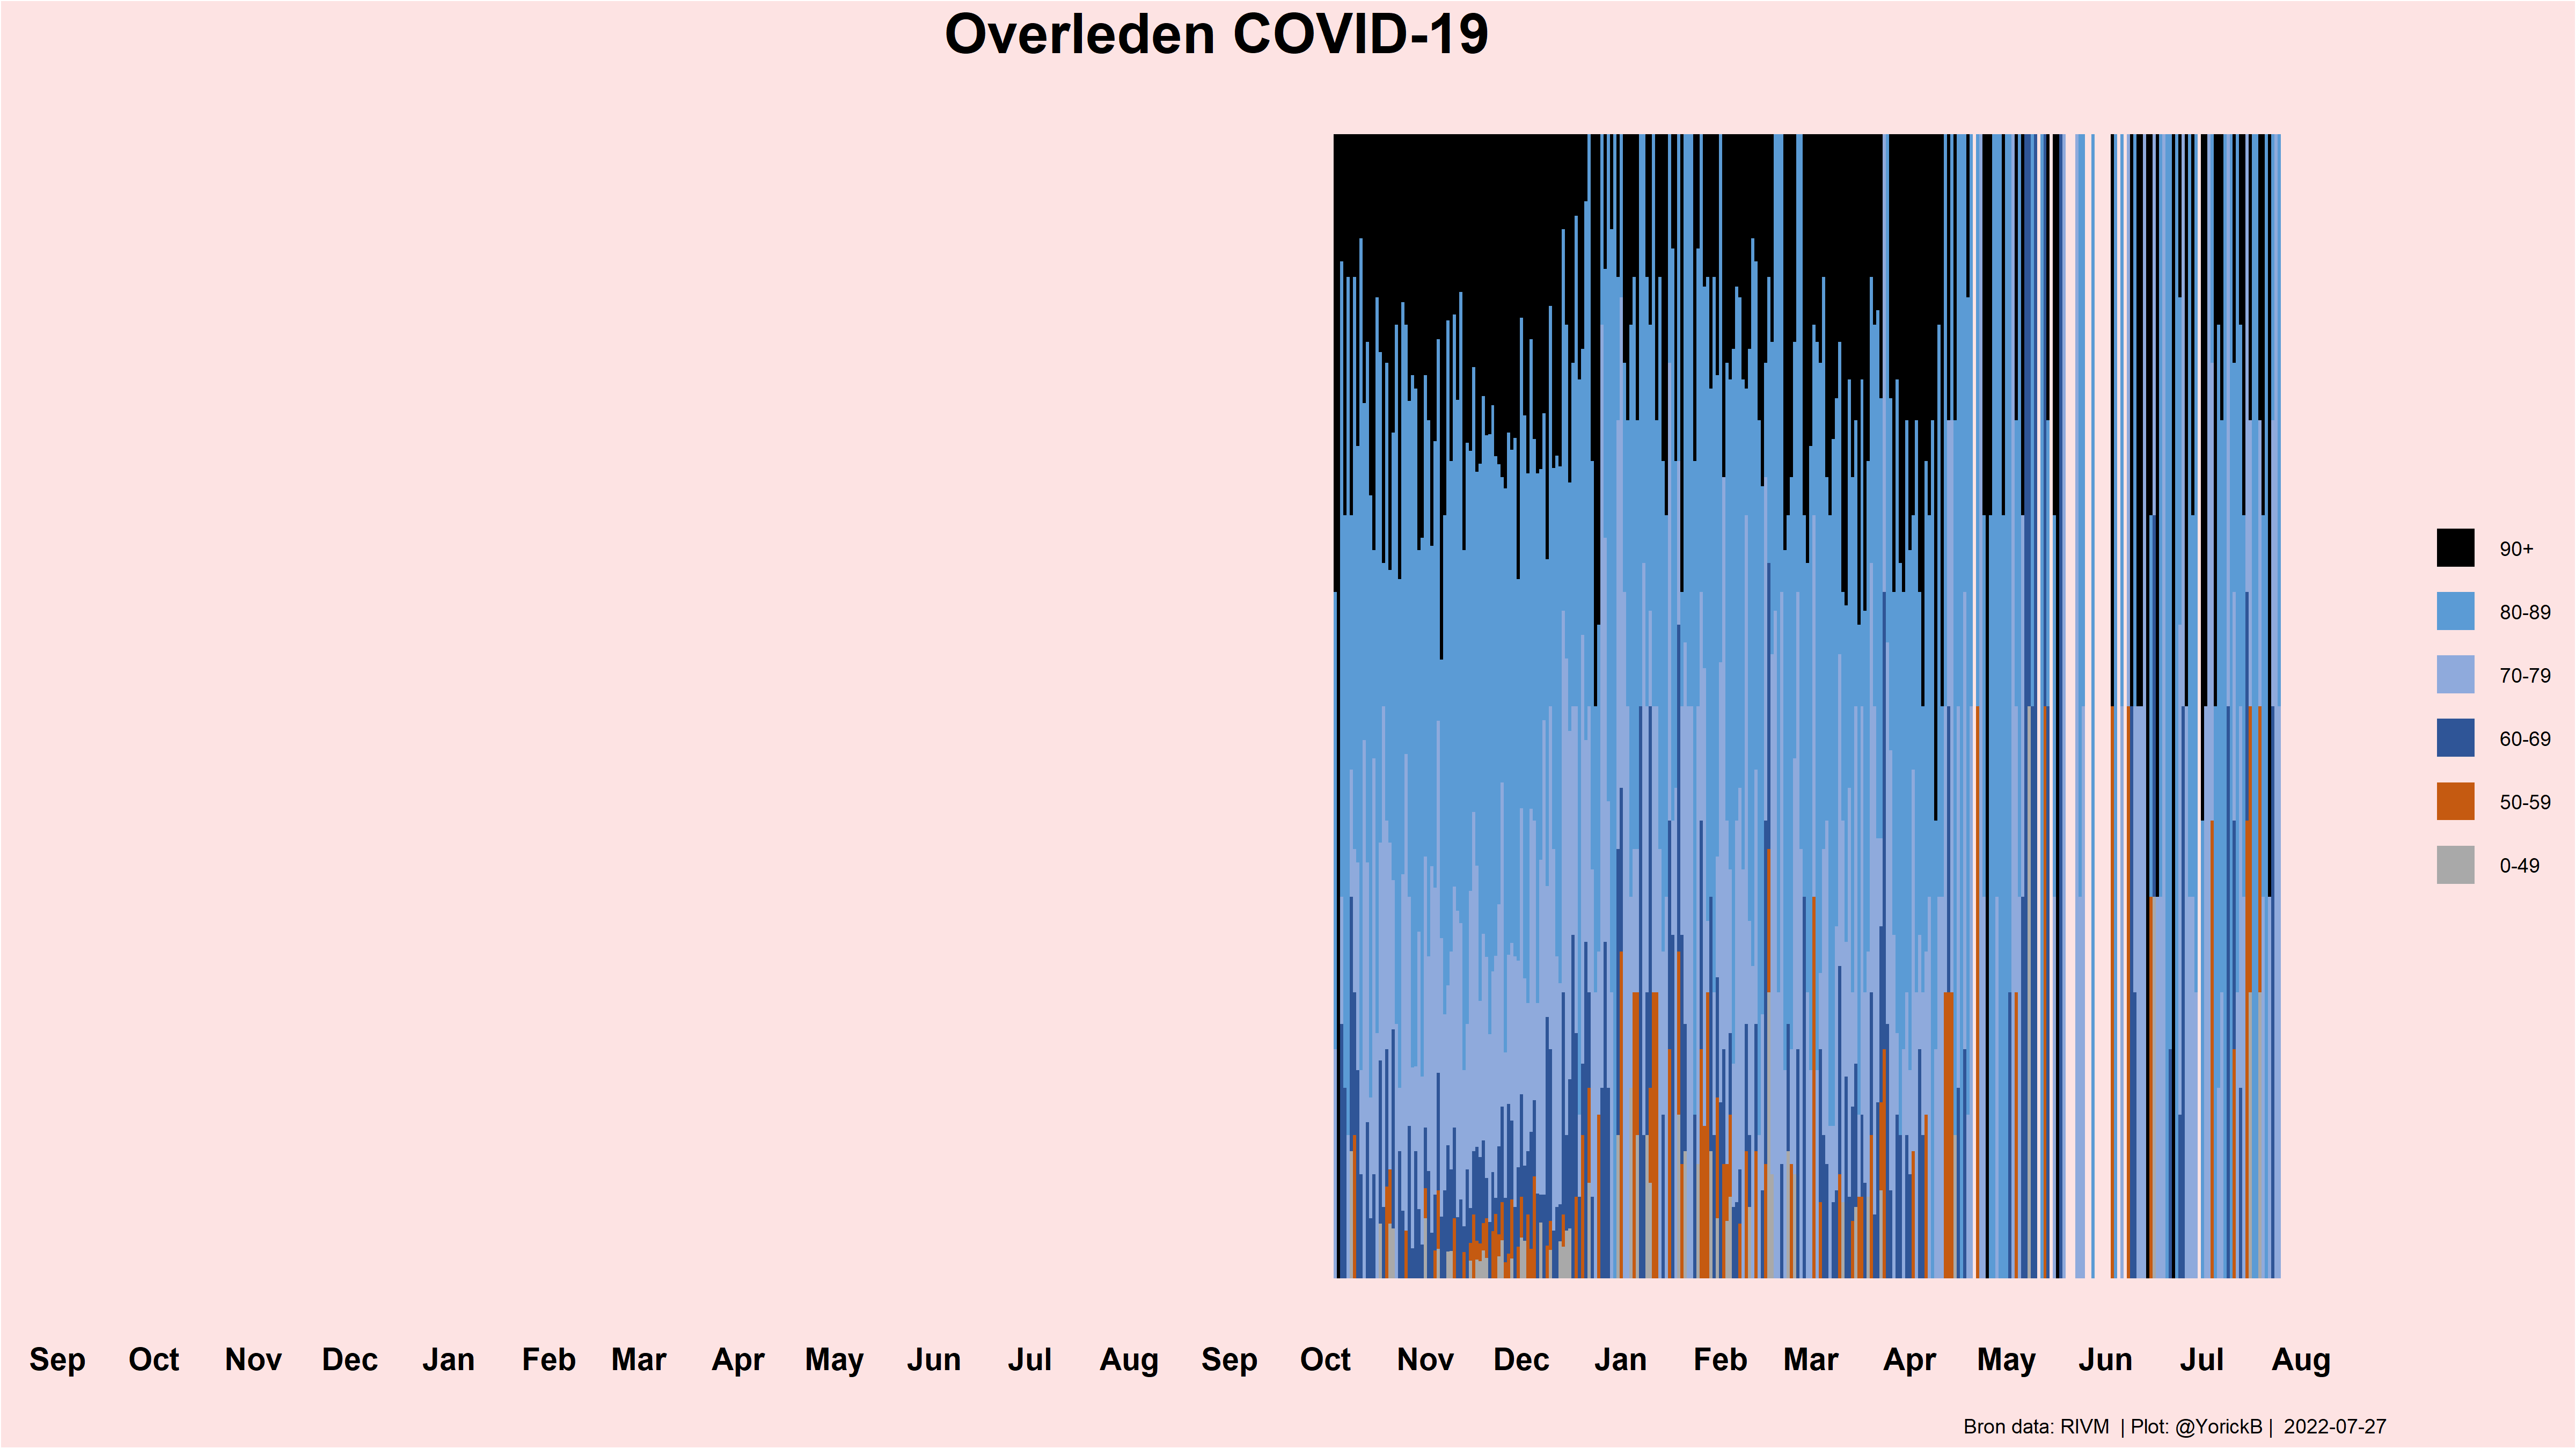 Overleden COVID-19
90+
80-89
70-79
60-69
50-59
0-49
Sep Oct Nov Dec Jan Feb Mar Apr May Jun Jul Aug Sep Oct Nov Dec Jan Feb Mar Apr May Jun Jul Aug
Bron data: RIVM | Plot: @YorickB | 2022-07-27